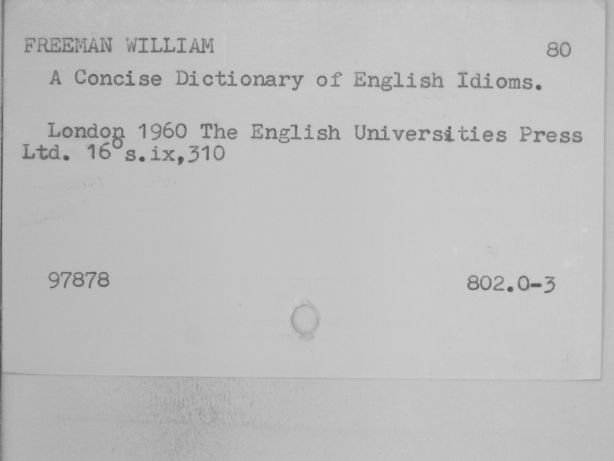 FREEMAN WILLIAM 80
A Concise Dictionary of English Idioms.
London 1960 The English Universities Press
Ltd. 16° s.ix,310
97878 802.0-3